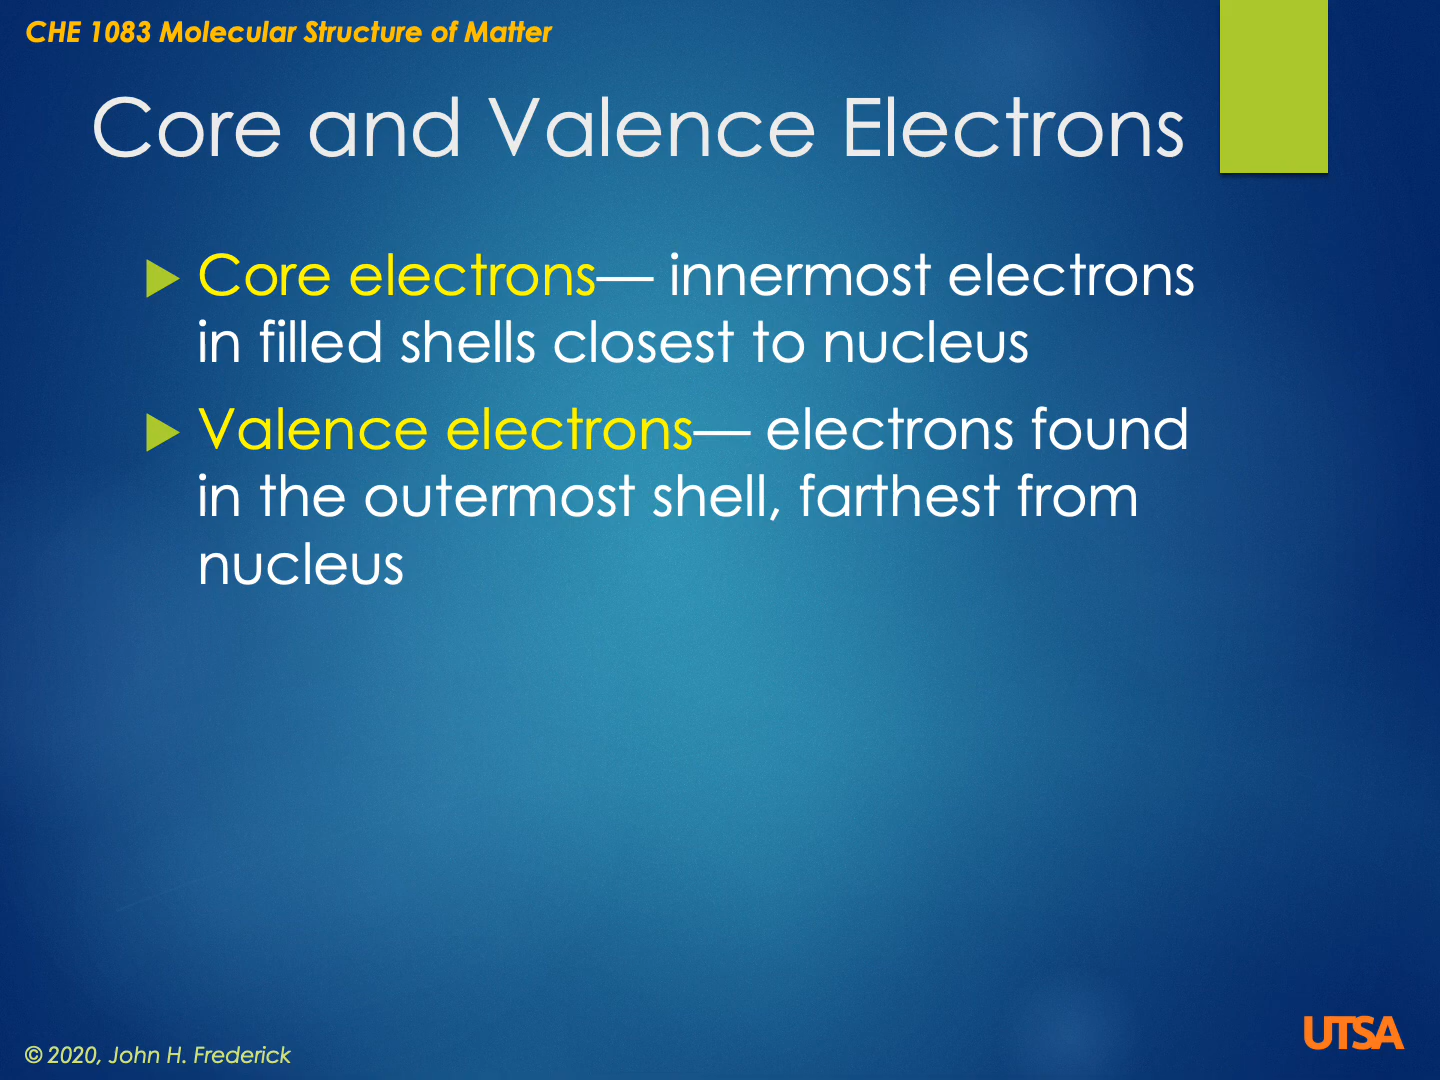 CHE 1083 Molecular Structure of Matter
Core and Valence Electrons
Core electrons— innermost electrons
in filled shells closest to nucleus
Valence electrons— electrons found
in the outermost shell, farthest from
nucleus
UTSA
© 2020, John H. Frederick